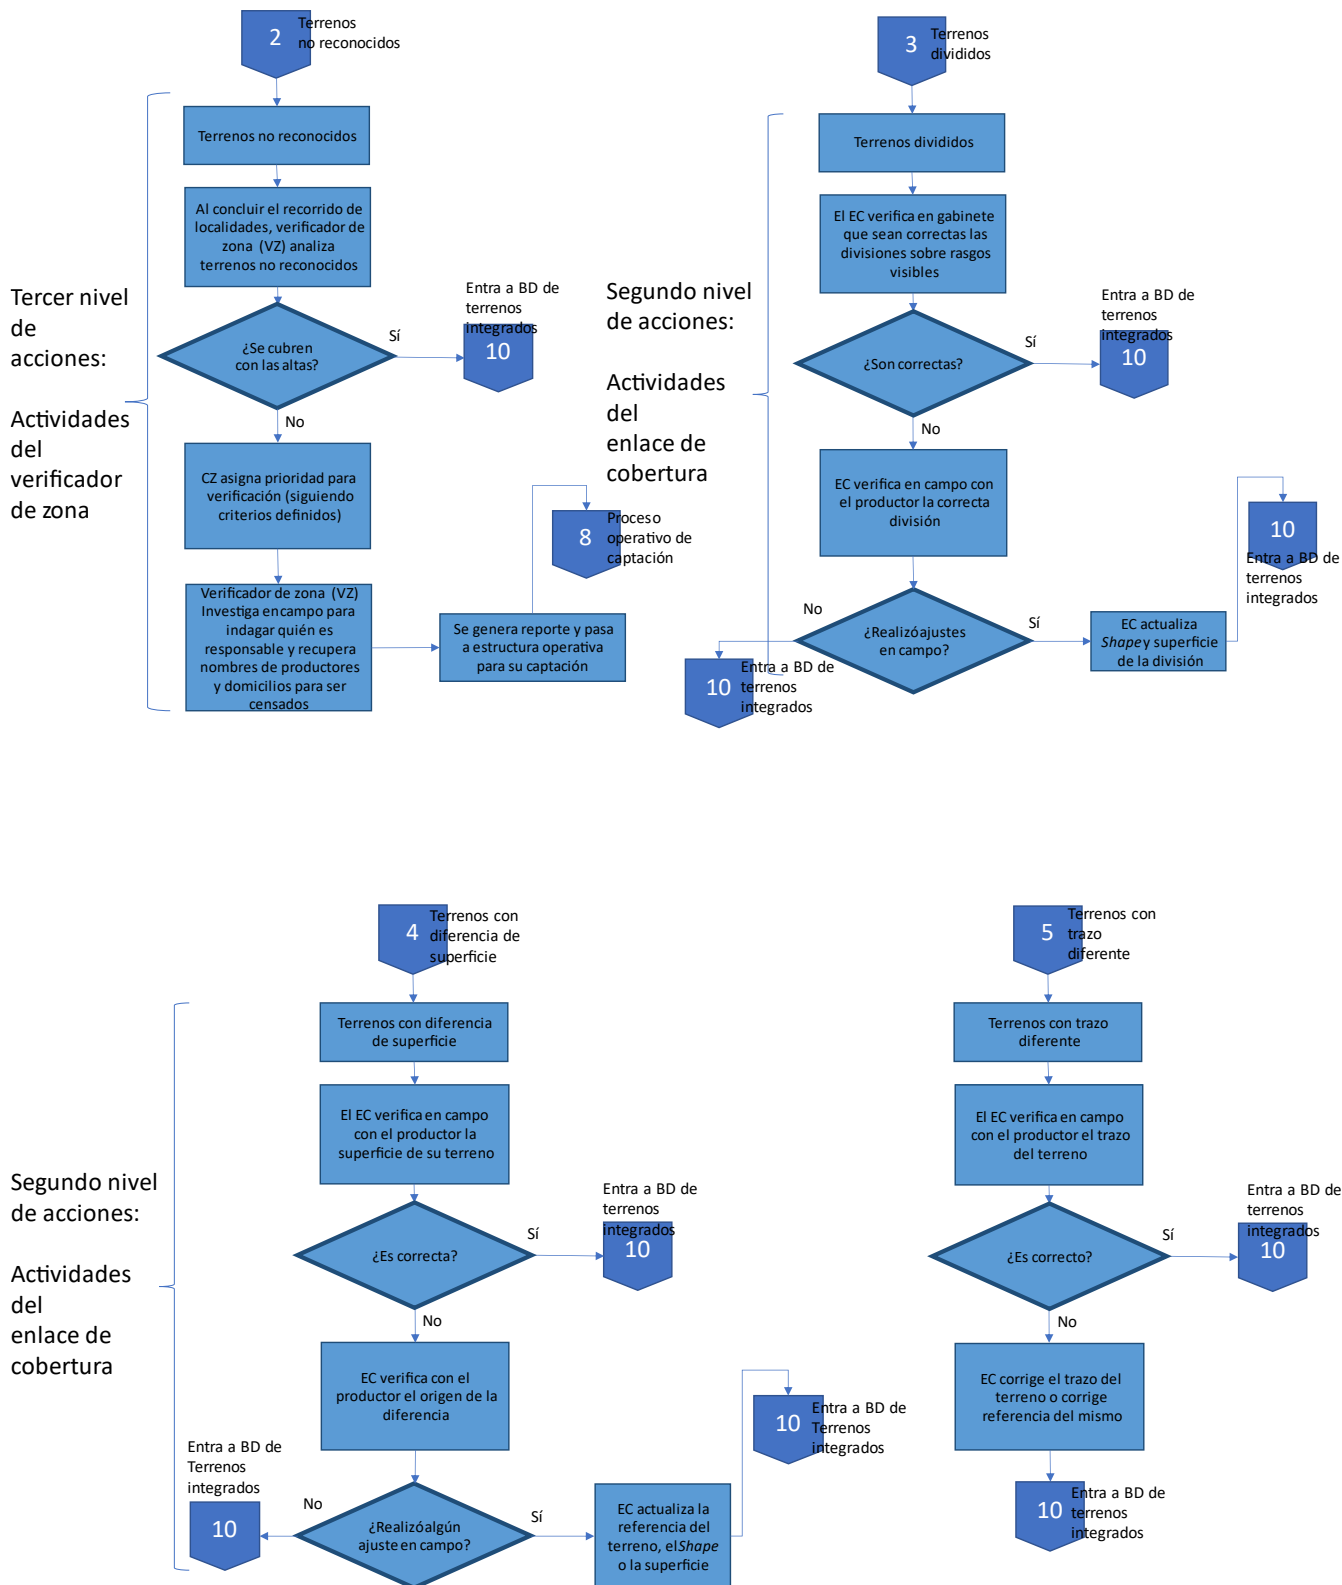 2
Terrenos
no reconocidos
Terrenos no reconocidos
Al concluir el recorrido de
localidades, verificador de
zona (VZ) analiza
terrenos no reconocidos
Tercer nivel
de
acciones:
Actividades
del
verificador
de zona
¿Se cubren
con las altas?
Sí
Entra a BD de
terrenos
integrados
10
No
CZ asigna prioridad para
verificación (siguiendo
criterios definidos)
Verificador de zona (VZ)
Investiga en campo para
indagar quién es
responsable y recupera
nombres de productores
y domicilios para ser
censados
Se genera reporte y pasa
a estructura operativa
para su captación
8
Proceso
operativo de
captación
3
Terrenos
divididos
Terrenos divididos
El EC verifica en gabinete
que sean correctas las
divisiones sobre rasgos
visibles
Segundo nivel
de acciones:
Actividades
del
enlace de
cobertura
¿Son correctas?
Sí
Entra a BD de
terrenos
integrados
10
No
EC verifica en campo con
el productor la correcta
división
¿Realizó ajustes
en campo?
No
10
Entra a BD de
terrenos
integrados
Sí
EC actualiza
Shape y superficie
de la división
10
Entra a BD de
terrenos
integrados
4
Terrenos con
diferencia de
superficie
Terrenos con diferencia
de superficie
El EC verifica en campo
con el productor la
superficie de su terreno
Segundo nivel
de acciones:
Actividades
del
enlace de
cobertura
¿Es correcta?
Sí
Entra a BD de
terrenos
integrados
10
No
EC verifica con el
productor el origen de la
diferencia
¿Realizó algún
ajuste en campo?
No
Entra a BD de
Terrenos
integrados
10
Sí
EC actualiza la
referencia del
terreno, el Shape
o la superficie
10
Entra a BD de
Terrenos
integrados
5
Terrenos con
trazo
diferente
Terrenos con trazo
diferente
El EC verifica en campo
con el productor el trazo
del terreno
¿Es correcto?
Sí
Entra a BD de
terrenos
integrados
10
No
EC corrige el trazo del
terreno o corrige
referencia del mismo
10
Entra a BD de
terrenos
integrados